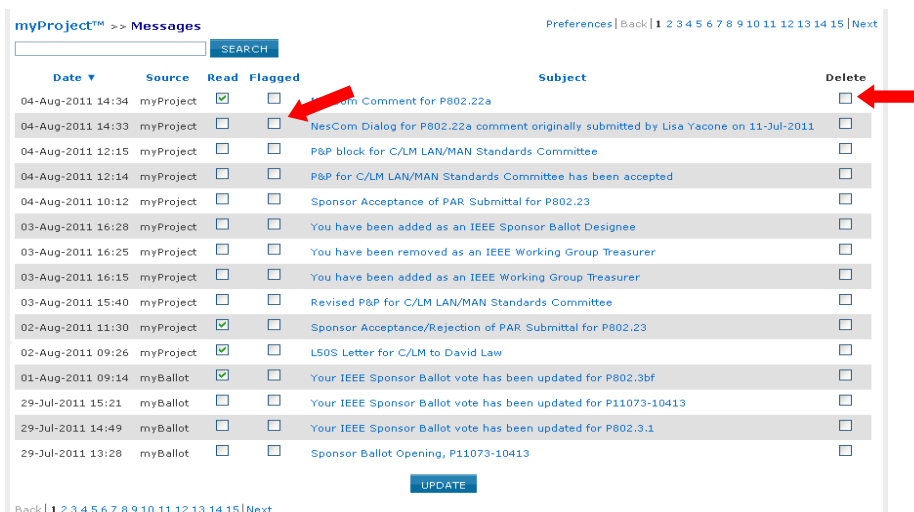 myProject™ >> Messages
Preferences | Back | 1 2 3 4 5 6 7 8 9 10 11 12 13 14 15 | Next
SEARCH
Date ▼ Source Read Flagged Subject Delete
04-Aug-2011 14:34 myProject Comment for P802.22a
04-Aug-2011 14:33 myProject NesCom Dialog for P802.22a comment originally submitted by Lisa Yacone on 11-Jul-2011
04-Aug-2011 12:15 myProject P&P block for C/LM LAN/MAN Standards Committee
04-Aug-2011 12:14 myProject P&P for C/LM LAN/MAN Standards Committee has been accepted
04-Aug-2011 10:12 myProject Sponsor Acceptance of PAR Submittal for P802.23
03-Aug-2011 16:28 myProject You have been added as an IEEE Sponsor Ballot Designee
03-Aug-2011 16:25 myProject You have been removed as an IEEE Working Group Treasurer
03-Aug-2011 16:15 myProject You have been added as an IEEE Working Group Treasurer
03-Aug-2011 15:40 myProject Revised P&P for C/LM LAN/MAN Standards Committee
02-Aug-2011 11:30 myProject Sponsor Acceptance/Rejection of PAR Submittal for P802.23
02-Aug-2011 09:26 myProject L50S Letter for C/LM to David Law
01-Aug-2011 09:14 myBallot Your IEEE Sponsor Ballot vote has been updated for P802.3bf
29-Jul-2011 15:21 myBallot Your IEEE Sponsor Ballot vote has been updated for P11073-10413
29-Jul-2011 14:49 myBallot Your IEEE Sponsor Ballot vote has been updated for P802.3.1
29-Jul-2011 13:28 myBallot Sponsor Ballot Opening, P11073-10413
UPDATE
Back | 1 2 3 4 5 6 7 8 9 10 11 12 13 14 15 | Next